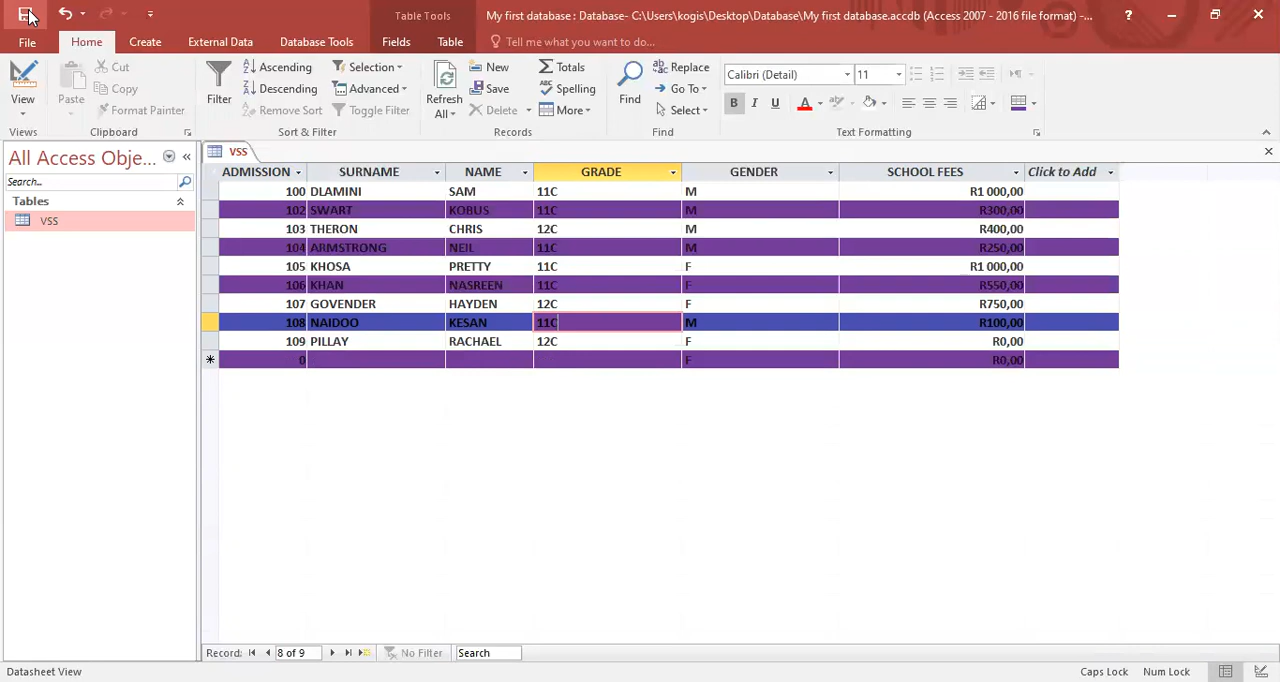 Table Tools
My first database : Database- C:\Users\kogis\Desktop\Database\My first database.accdb (Access 2007 - 2016 file format) -...
?
File Home Create External Data Database Tools Fields Table Tell me what you want to do...
View
Views
Paste
Cut
Copy
Format Painter
Clipboard
Filter
Ascending
Descending
Remove Sort
Selection
Advanced
Toggle Filter
Sort & Filter
Refresh
All
New
Save
Delete
Totals
Spelling
More
Records
Find
Replace
Go To
Select
Find
Calibri (Detail) 11
B I U A
Text Formatting
All Access Obje... «
Search...
Tables
VSS
VSS
ADMISSION SURNAME NAME GRADE GENDER SCHOOL FEES Click to Add
100 DLAMINI SAM 11C M R1 000,00
102 SWART KOBUS 11C M R300,00
103 THERON CHRIS 12C M R400,00
104 ARMSTRONG NEIL 11C M R250,00
105 KHOSA PRETTY 11C F R1 000,00
106 KHAN NASREEN 11C F R550,00
107 GOVENDER HAYDEN 12C F R750,00
108 NAIDOO KESAN 11C M R100,00
109 PILLAY RACHAEL 12C F R0,00
* 0 F R0,00
Record: 8 of 9 No Filter Search
Datasheet View Caps Lock Num Lock